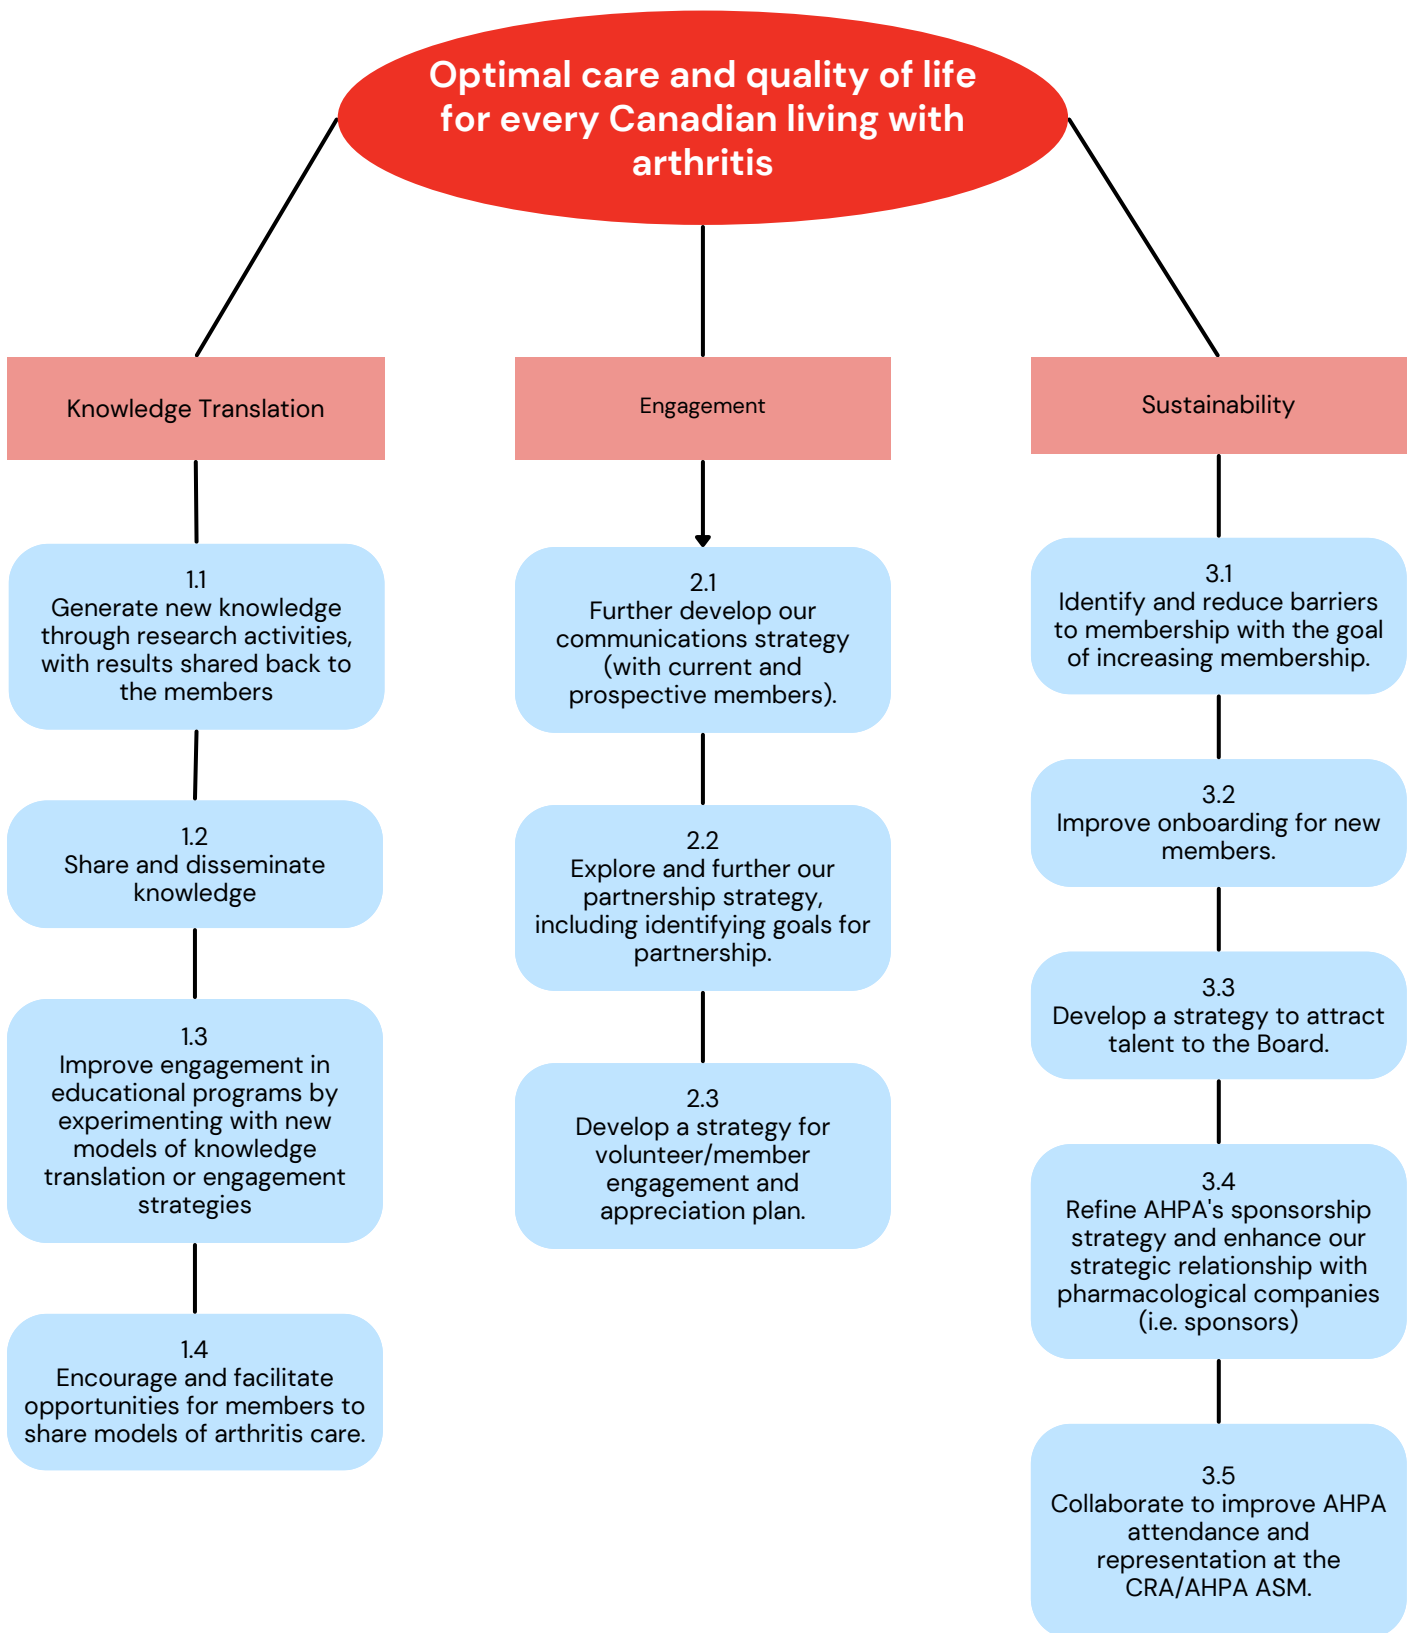 Optimal care and quality of life
for every Canadian living with
arthritis
Knowledge Translation
1.1
Generate new knowledge
through research activities,
with results shared back to
the members
1.2
Share and disseminate
knowledge
1.3
Improve engagement in
educational programs by
experimenting with new
models of knowledge
translation or engagement
strategies
1.4
Encourage and facilitate
opportunities for members to
share models of arthritis care.
Engagement
2.1
Further develop our
communications strategy
(with current and
prospective members).
2.2
Explore and further our
partnership strategy,
including identifying goals for
partnership.
2.3
Develop a strategy for
volunteer/member
engagement and
appreciation plan.
Sustainability
3.1
Identify and reduce barriers
to membership with the goal
of increasing membership.
3.2
Improve onboarding for new
members.
3.3
Develop a strategy to attract
talent to the Board.
3.4
Refine AHPA's sponsorship
strategy and enhance our
strategic relationship with
pharmacological companies
(i.e. sponsors)
3.5
Collaborate to improve AHPA
attendance and
representation at the
CRA/AHPA ASM.